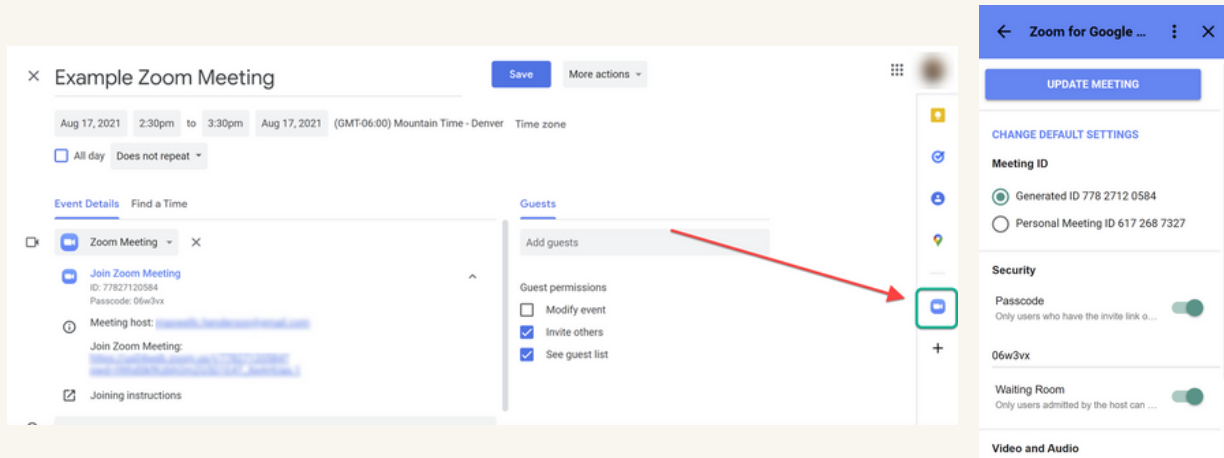 Example Zoom Meeting
Save
More actions
Aug 17, 2021 2:30pm to 3:30pm Aug 17, 2021 (GMT-06:00) Mountain Time - Denver Time zone
All day Does not repeat
Event Details Find a Time
Zoom Meeting
Join Zoom Meeting
ID: 77827120584
Passcode: 06w3vx
Meeting host:
Join Zoom Meeting:
Joining instructions
Guests
Add guests
Guest permissions
Modify event
Invite others
See guest list
Zoom for Google ...
UPDATE MEETING
CHANGE DEFAULT SETTINGS
Meeting ID
Generated ID 778 2712 0584
Personal Meeting ID 617 268 7327
Security
Passcode
Only users who have the invite link o...
06w3vx
Waiting Room
Only users admitted by the host can ...
Video and Audio